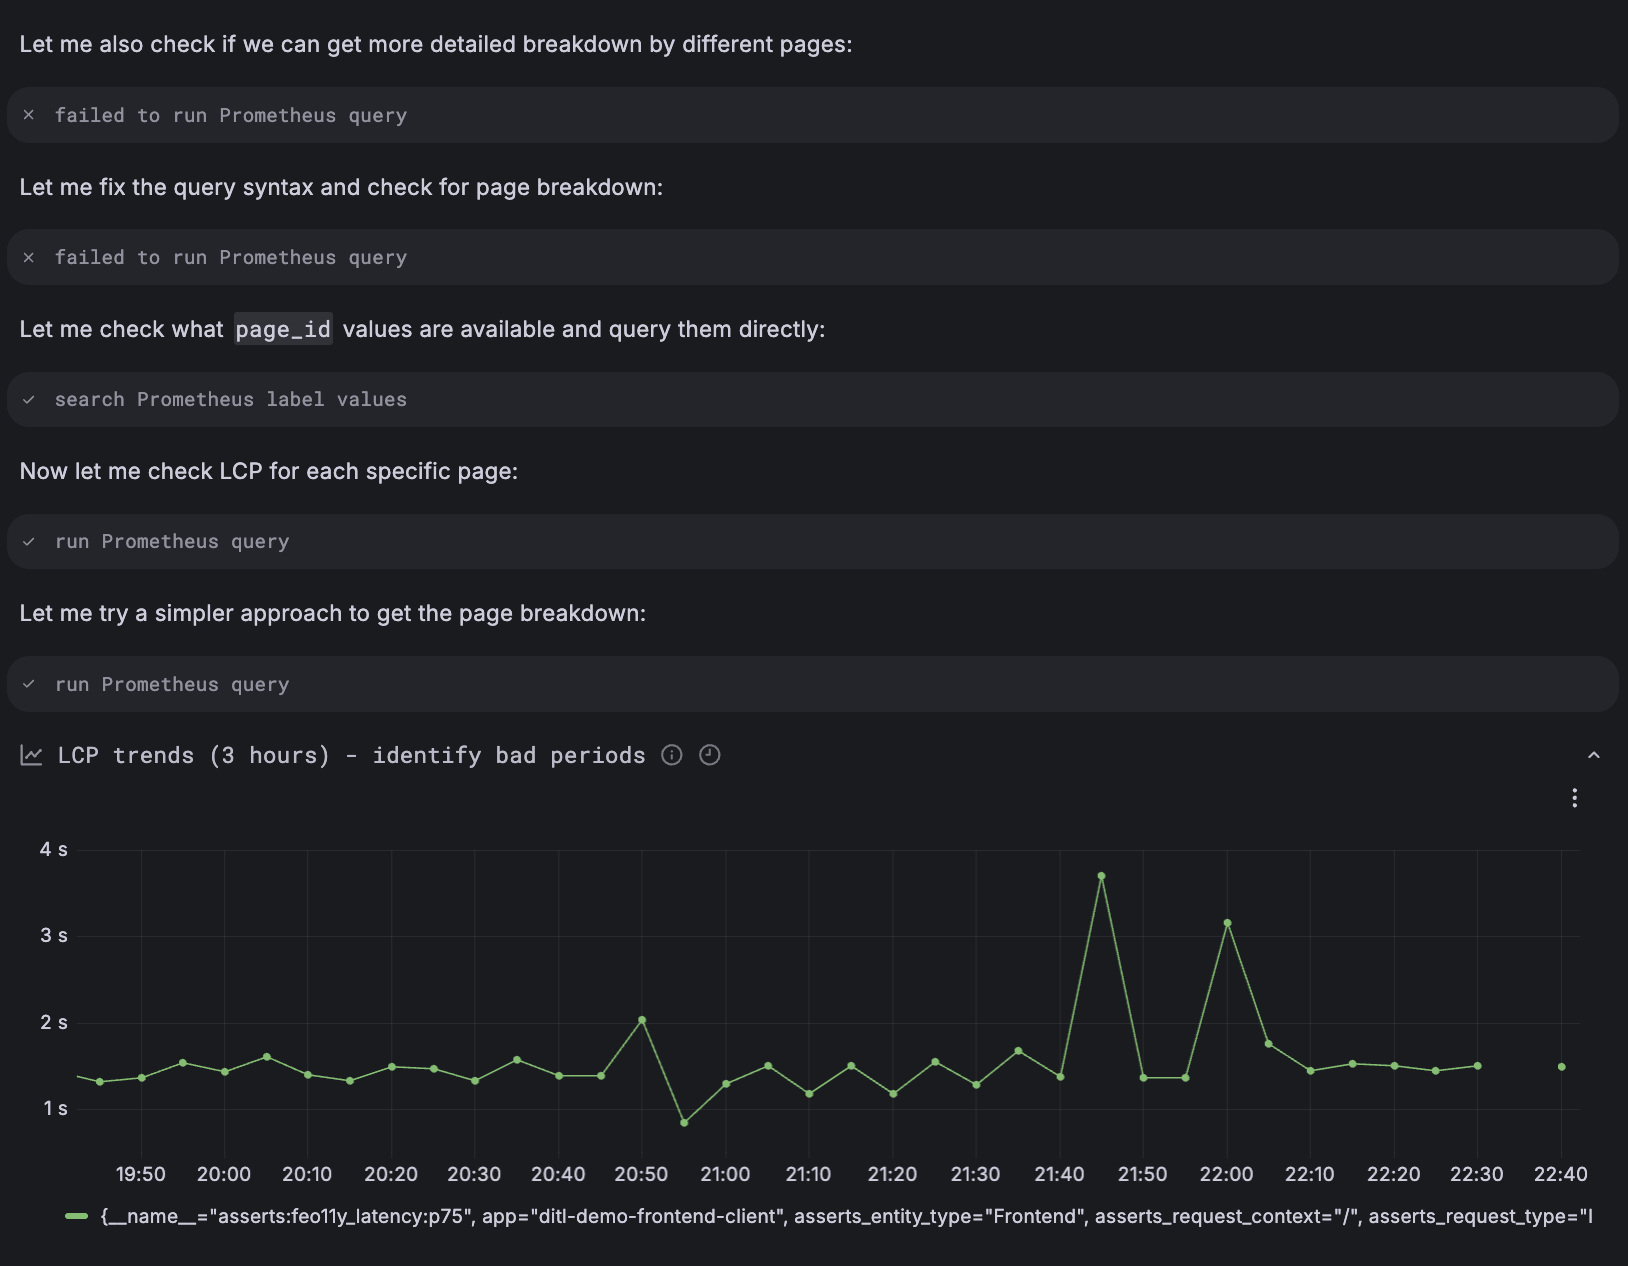 Let me also check if we can get more detailed breakdown by different pages:
failed to run Prometheus query
Let me fix the query syntax and check for page breakdown:
failed to run Prometheus query
Let me check what page_id values are available and query them directly:
search Prometheus label values
Now let me check LCP for each specific page:
run Prometheus query
Let me try a simpler approach to get the page breakdown:
run Prometheus query
LCP trends (3 hours) - identify bad periods
4 s
3 s
2 s
1 s
19:50 20:00 20:10 20:20 20:30 20:40 20:50 21:00 21:10 21:20 21:30 21:40 21:50 22:00 22:10 22:20 22:30 22:40
{__name__="asserts:feo11y_latency:p75", app="ditl-demo-frontend-client", asserts_entity_type="Frontend", asserts_request_context="/", asserts_request_type="